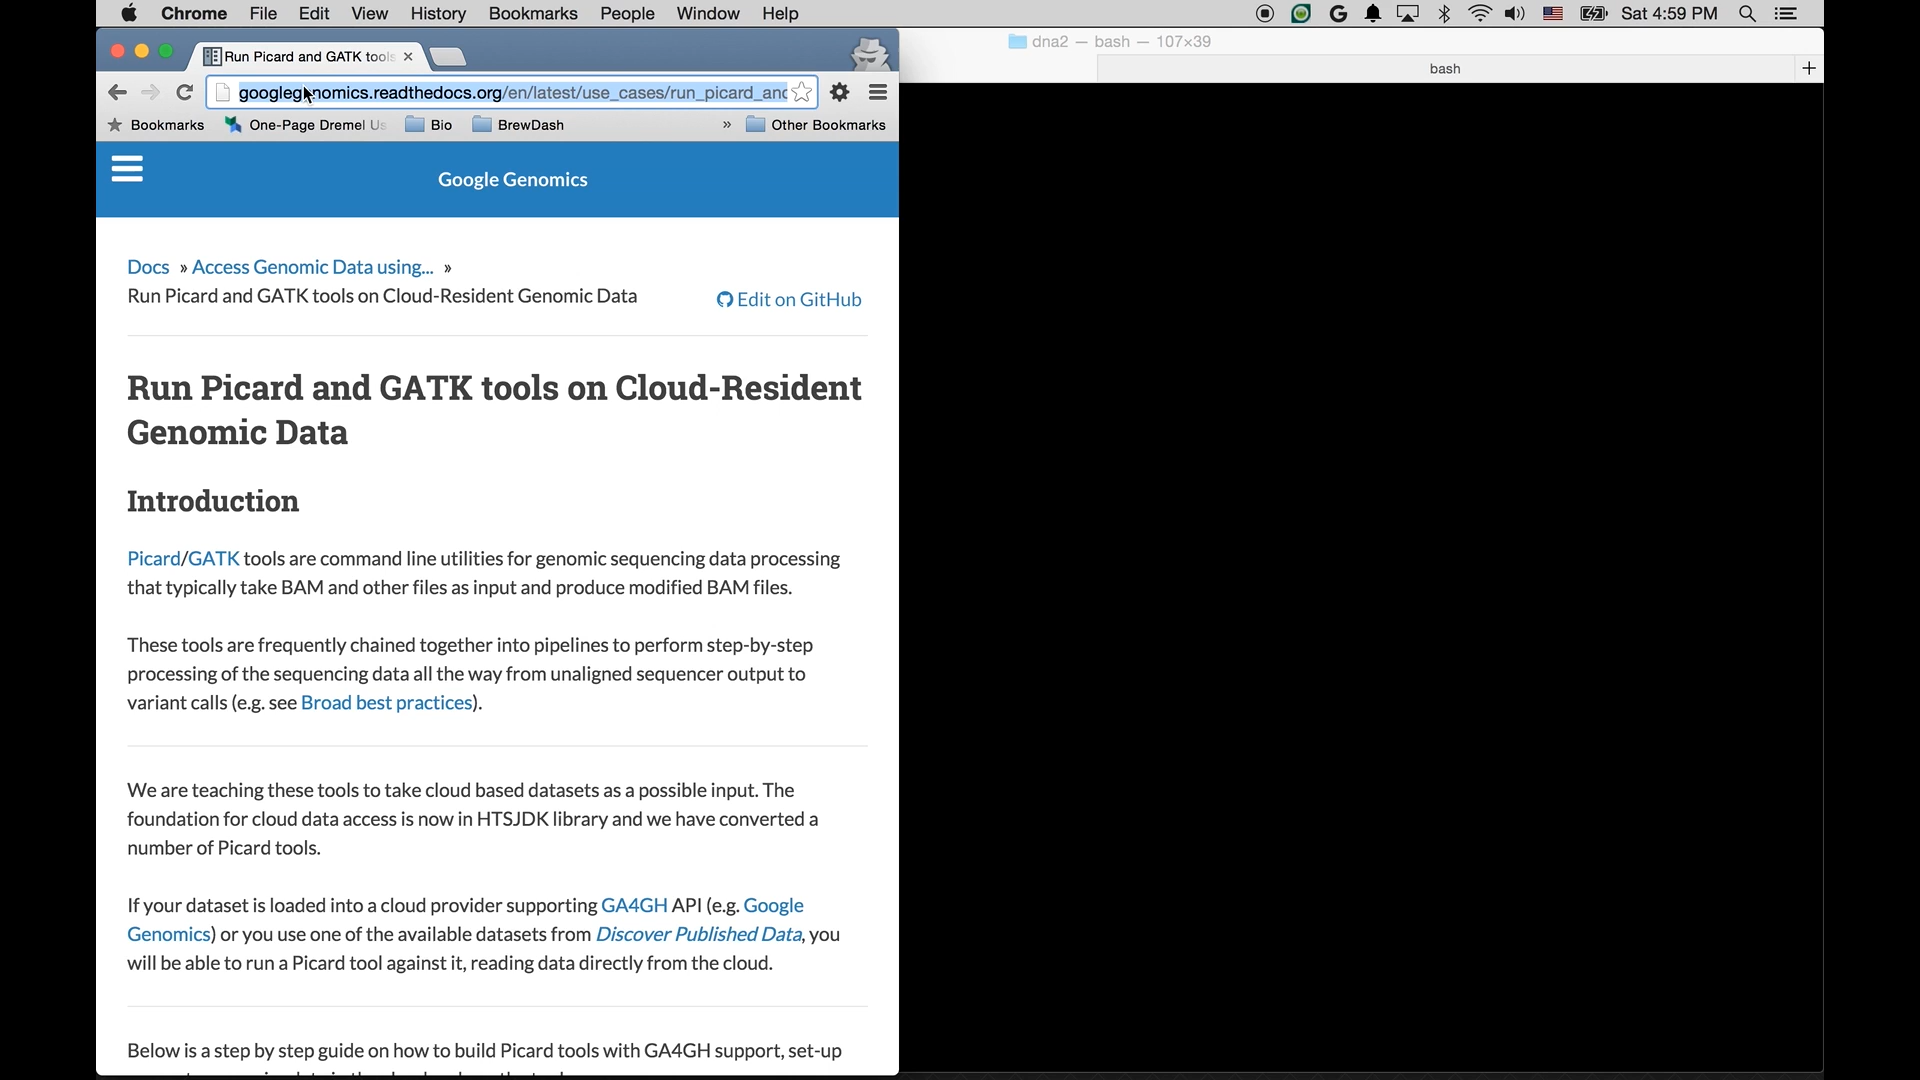 Chrome File Edit View History Bookmarks People Window Help Sat 4:59 PM
Run Picard and GATK tools
dna2 — bash — 107×39
bash
googlegenomics.readthedocs.org/en/latest/use_cases/run_picard_and
Bookmarks One-Page Dremel Us Bio BrewDash » Other Bookmarks
Google Genomics
Docs » Access Genomic Data using... »
Run Picard and GATK tools on Cloud-Resident Genomic Data
Edit on GitHub
Run Picard and GATK tools on Cloud-Resident
Genomic Data
Introduction
Picard/GATK tools are command line utilities for genomic sequencing data processing
that typically take BAM and other files as input and produce modified BAM files.
These tools are frequently chained together into pipelines to perform step-by-step
processing of the sequencing data all the way from unaligned sequencer output to
variant calls (e.g. see Broad best practices).
We are teaching these tools to take cloud based datasets as a possible input. The
foundation for cloud data access is now in HTSJDK library and we have converted a
number of Picard tools.
If your dataset is loaded into a cloud provider supporting GA4GH API (e.g. Google
Genomics) or you use one of the available datasets from Discover Published Data, you
will be able to run a Picard tool against it, reading data directly from the cloud.
Below is a step by step guide on how to build Picard tools with GA4GH support, set-up